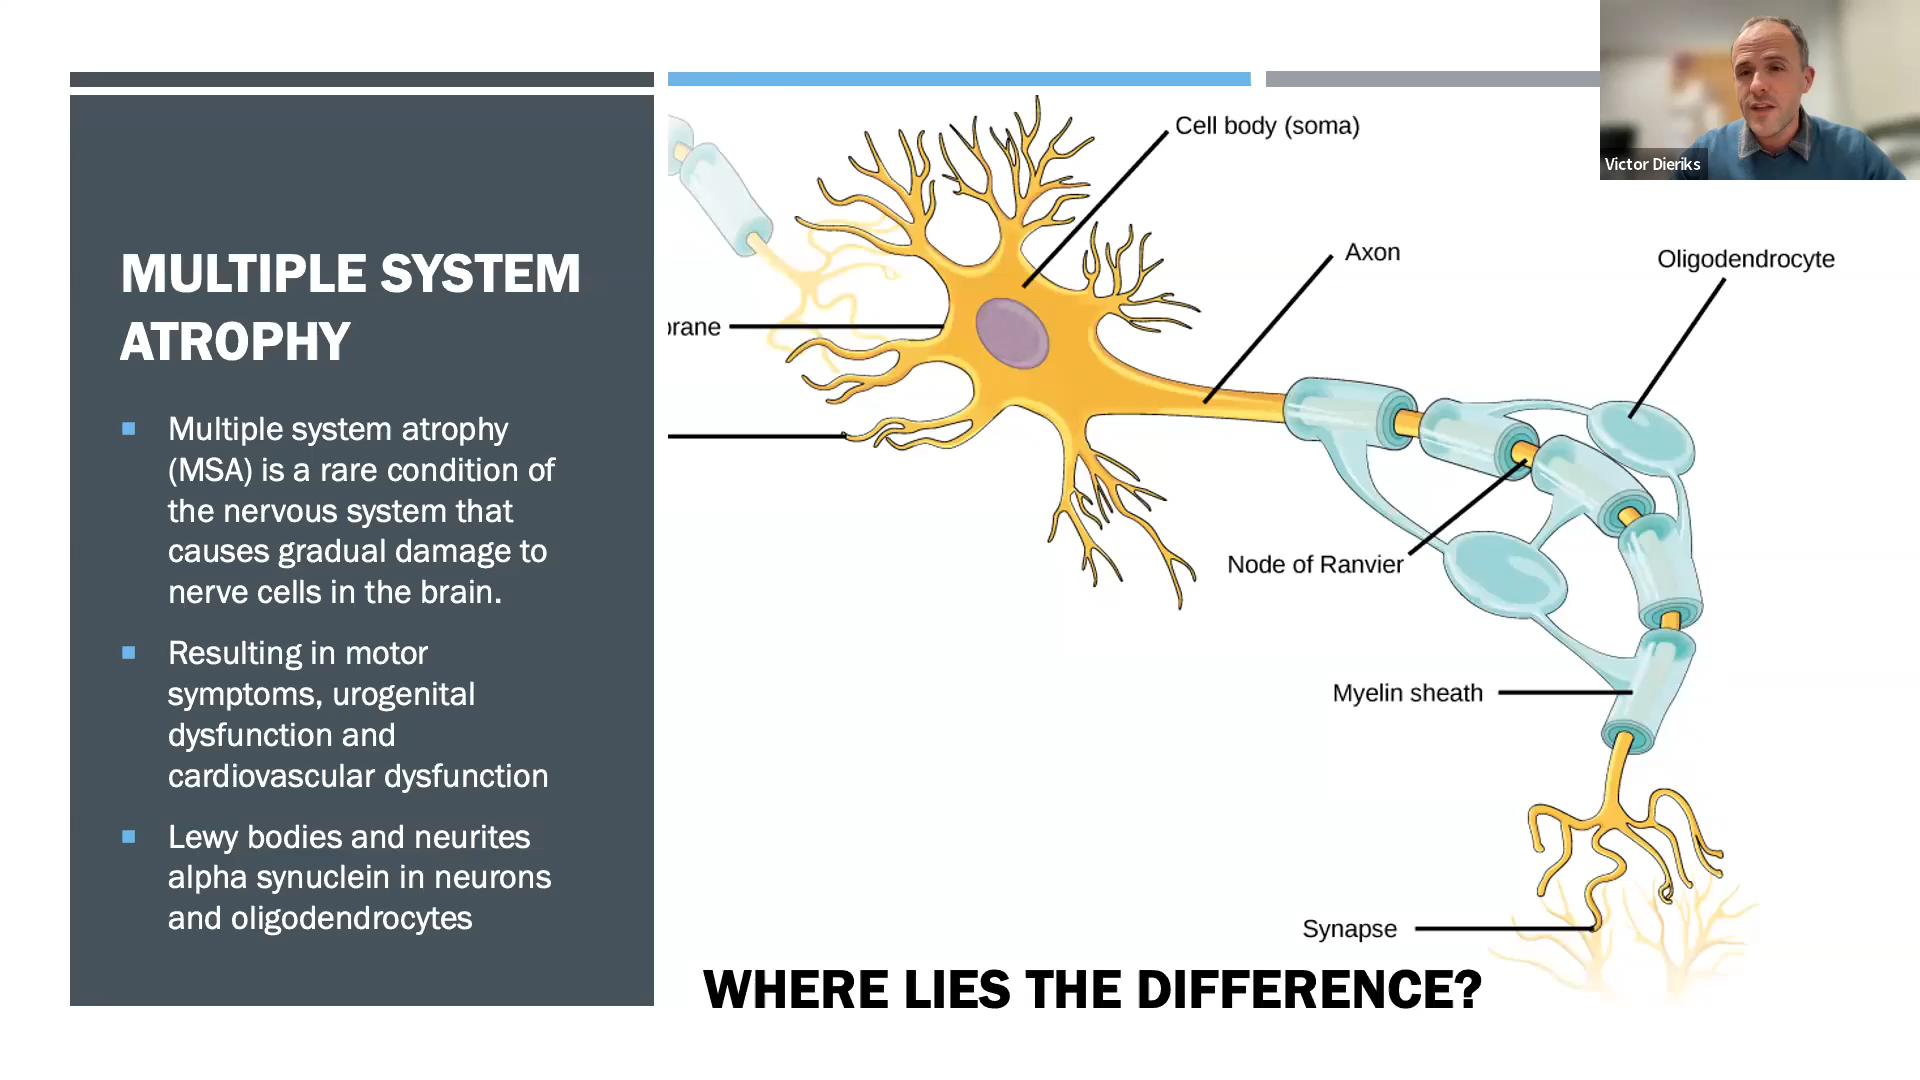 MULTIPLE SYSTEM
ATROPHY
Multiple system atrophy
(MSA) is a rare condition of
the nervous system that
causes gradual damage to
nerve cells in the brain.
Resulting in motor
symptoms, urogenital
dysfunction and
cardiovascular dysfunction
Lewy bodies and neurites
alpha synuclein in neurons
and oligodendrocytes
Cell body (soma)
Axon
Oligodendrocyte
brane
Node of Ranvier
Myelin sheath
Synapse
WHERE LIES THE DIFFERENCE?
Victor Dieriks